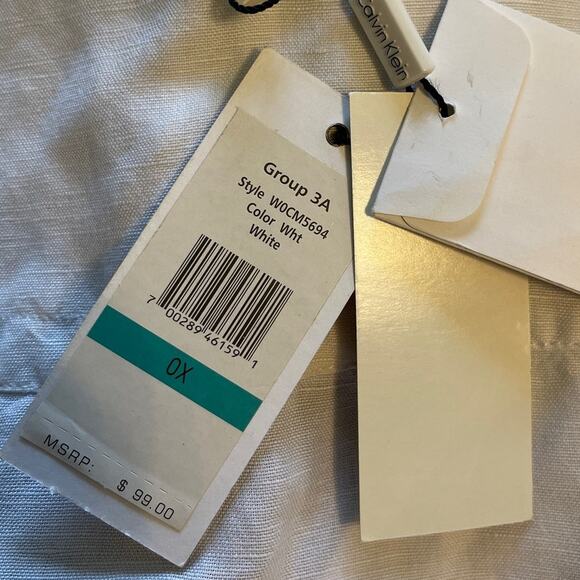 Calvin Klein
Group 3A
Style W0CM5694
Color Wht
White
7 00289 46159 1
0X
MSRP: $ 99.00